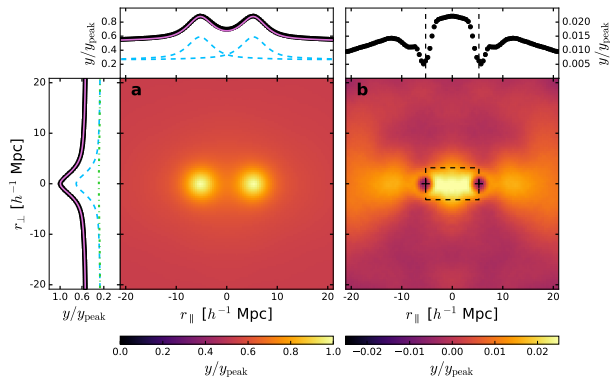 y/y_peak
0.8
0.6
0.4
0.2
0.020
0.015
0.010
0.005
y/y_peak
a
b
r⊥ [h⁻¹ Mpc]
20
10
0
−10
−20
1.0 0.6 0.2
y/y_peak
−20 −10 0 10 20
r∥ [h⁻¹ Mpc]
−20 −10 0 10 20
r∥ [h⁻¹ Mpc]
0.0 0.2 0.4 0.6 0.8 1.0
y/y_peak
−0.02 −0.01 0.00 0.01 0.02
y/y_peak